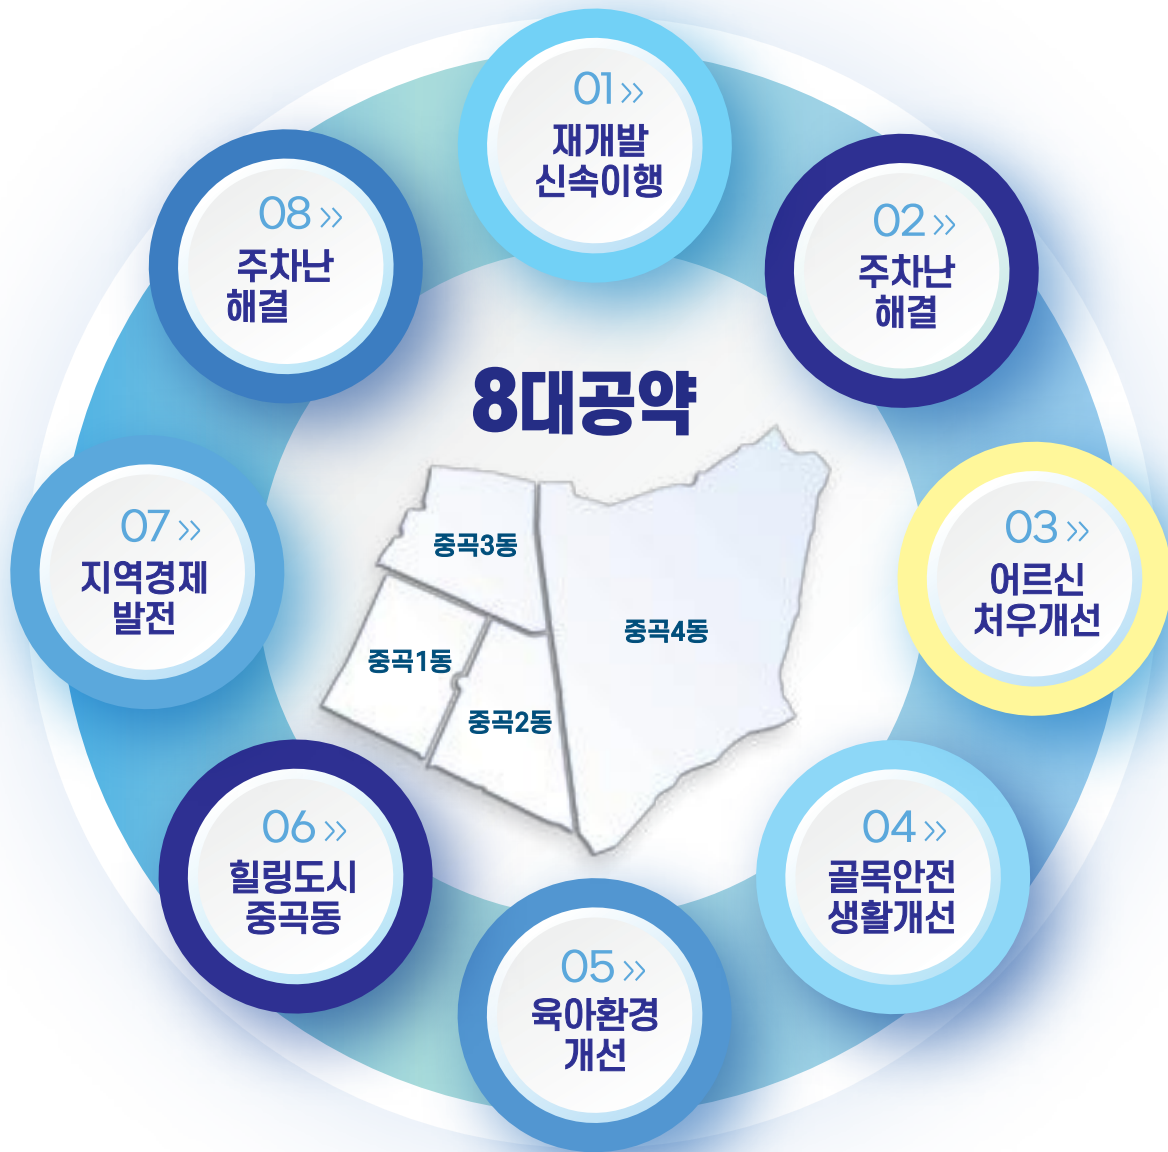 01 »
재개발
신속이행
02 »
주차난
해결
03 »
어르신
처우개선
04 »
골목안전
생활개선
05 »
육아환경
개선
06 »
힐링도시
중곡동
07 »
지역경제
발전
08 »
주차난
해결
8대공약
중곡3동
중곡4동
중곡1동
중곡2동